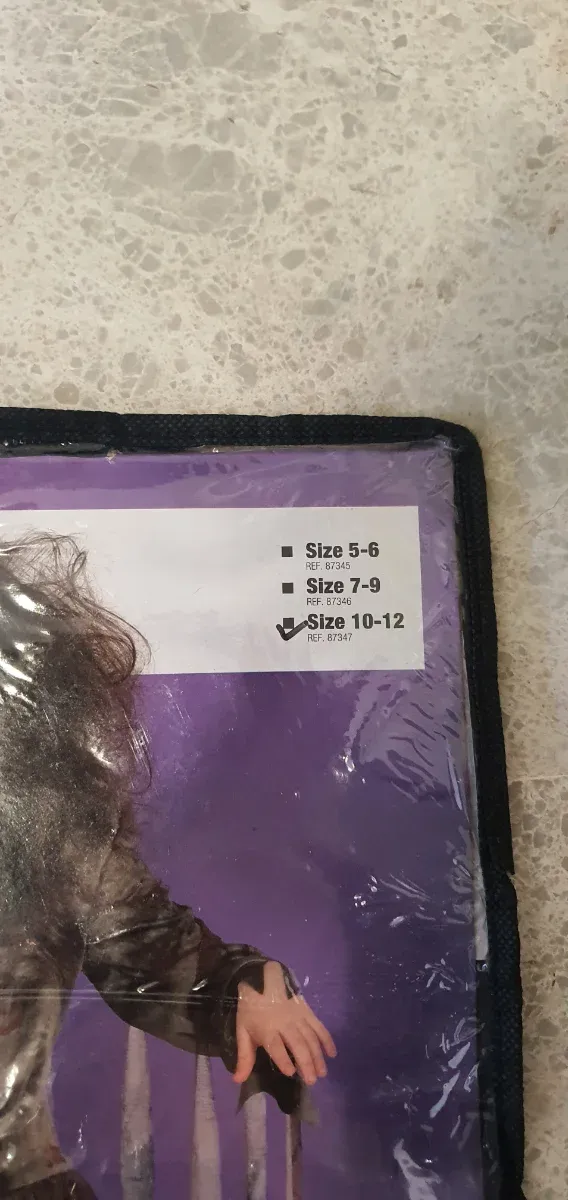 Size 5-6
REF. 87345
Size 7-9
REF. 87346
Size 10-12
REF. 87347